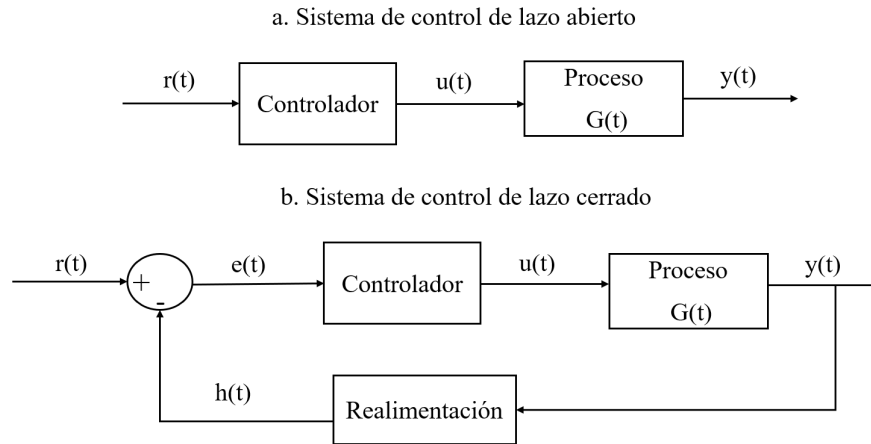 a. Sistema de control de lazo abierto
r(t)
Controlador
u(t)
Proceso
G(t)
y(t)
b. Sistema de control de lazo cerrado
r(t)
+
-
e(t)
Controlador
u(t)
Proceso
G(t)
y(t)
h(t)
Realimentación